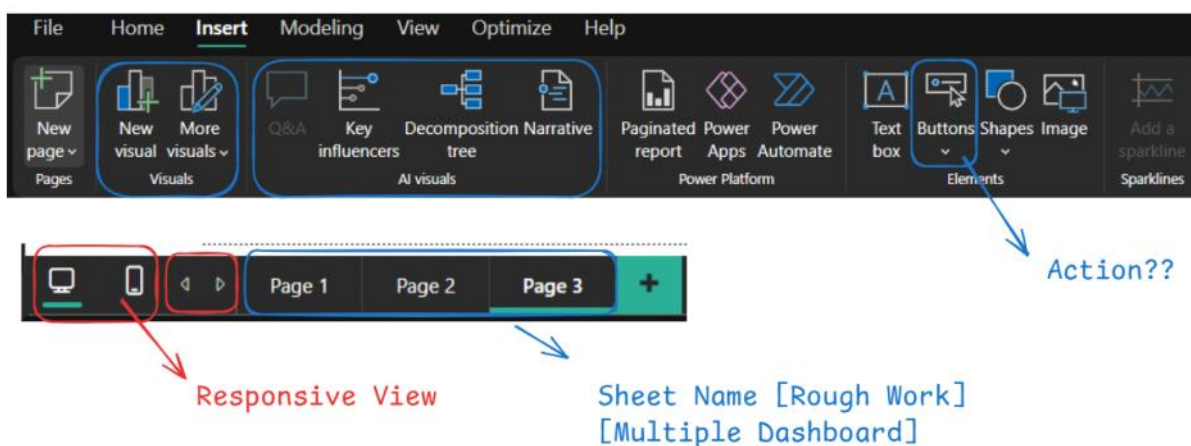 File Home Insert Modeling View Optimize Help
New page
New visual
More visuals
Q&A
Key influencers
Decomposition tree
Narrative
Paginated report
Power Apps
Power Automate
Text box
Buttons
Shapes
Image
Add a sparkline
Pages
Visuals
AI visuals
Power Platform
Elements
Sparklines
Action??
Page 1 Page 2 Page 3 +
Responsive View
Sheet Name [Rough Work]
[Multiple Dashboard]